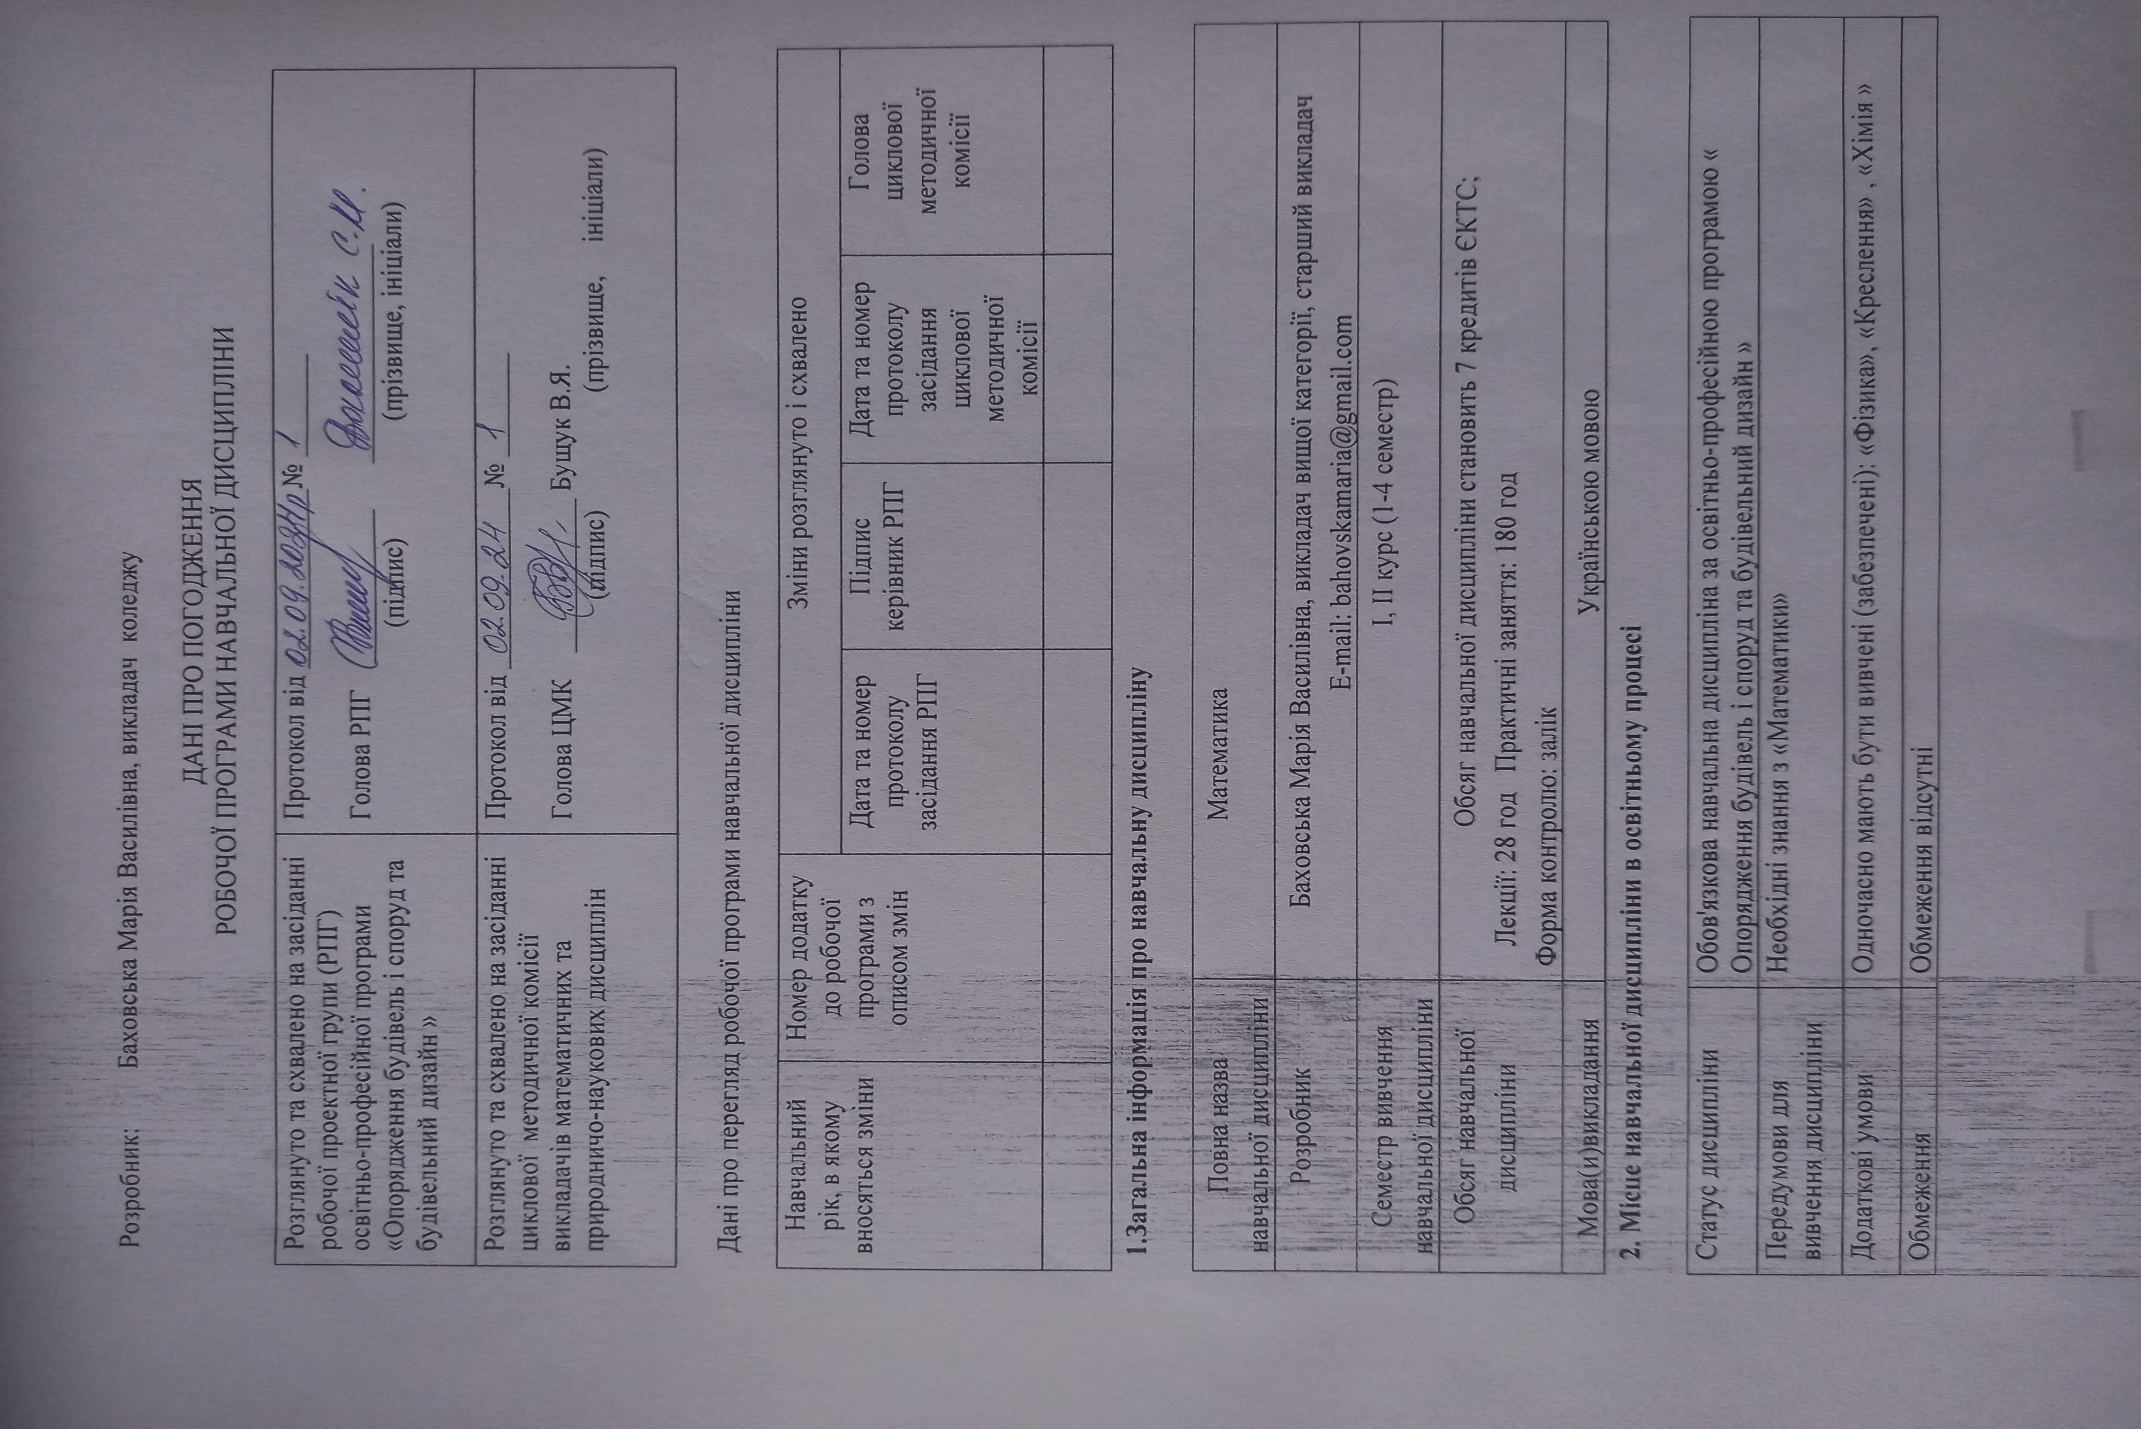 Розробник: Баховська Марія Василівна, викладач коледжу
ДАНІ ПРО ПОГОДЖЕННЯ
РОБОЧОЇ ПРОГРАМИ НАВЧАЛЬНОЇ ДИСЦИПЛІНИ
Розглянуто та схвалено на засіданні
робочої проектної групи (РПГ)
освітньо-професійної програми
«Опорядження будівель і споруд та
будівельний дизайн »
Протокол від 02.09.2024р № 1
Голова РПГ
(підпис) (прізвище, ініціали)
Розглянуто та схвалено на засіданні
циклової методичної комісії
викладачів математичних та
природничо-наукових дисциплін
Протокол від 02.09.24 № 1
Голова ЦМК Бущук В.Я.
(підпис) (прізвище, ініціали)
Дані про перегляд робочої програми навчальної дисципліни
Навчальний
рік, в якому
вносяться зміни
Номер додатку
до робочої
програми з
описом змін
Зміни розглянуто і схвалено
Дата та номер
протоколу
засідання РПГ
Підпис
керівник РПГ
Дата та номер
протоколу
засідання
циклової
методичної
комісії
Голова
циклової
методичної
комісії
1.Загальна інформація про навчальну дисципліну
Повна назва
навчальної дисципліни
Математика
Розробник
Баховська Марія Василівна, викладач вищої категорії, старший викладач
E-mail: bahovskamaria@gmail.com
Семестр вивчення
навчальної дисципліни
І, ІІ курс (1-4 семестр)
Обсяг навчальної
дисципліни
Обсяг навчальної дисципліни становить 7 кредитів ЄКТС;
Лекції: 28 год Практичні заняття: 180 год
Форма контролю: залік
Мова(и)викладання
Українською мовою
2. Місце навчальної дисципліни в освітньому процесі
Статус дисципліни
Обов'язкова навчальна дисципліна за освітньо-професійною програмою «
Опорядження будівель і споруд та будівельний дизайн »
Передумови для
вивчення дисципліни
Необхідні знання з «Математики»
Додаткові умови
Одночасно мають бути вивчені (забезпечені): «Фізика», «Креслення» , «Хімія »
Обмеження
Обмеження відсутні